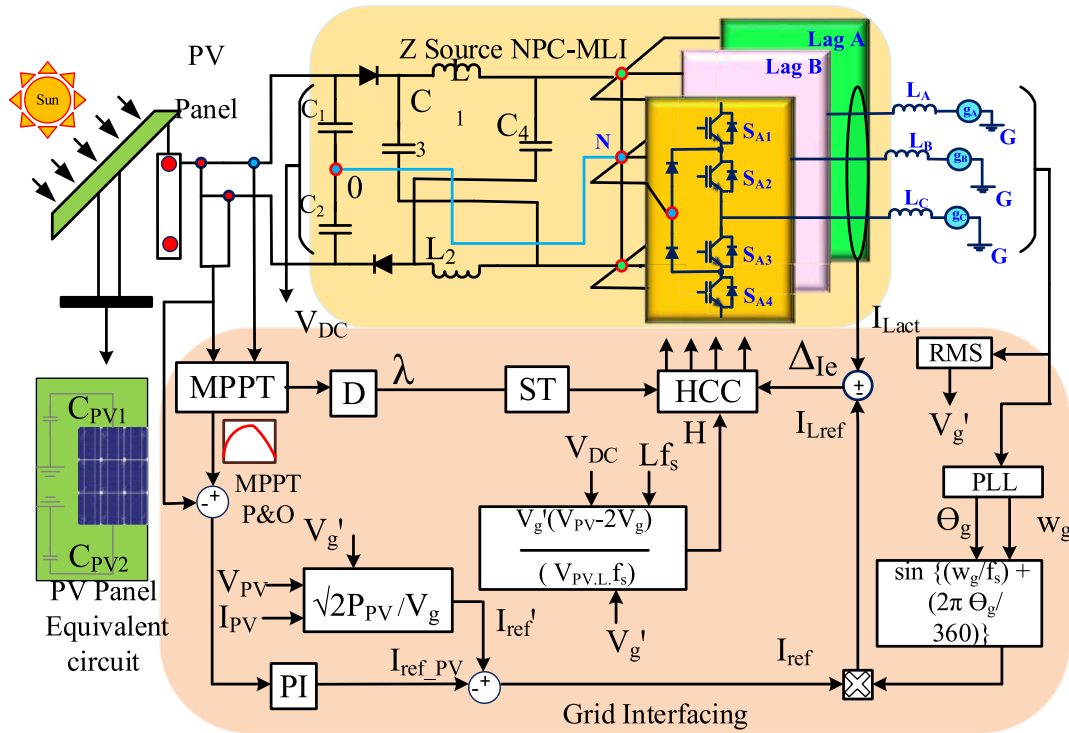 PV
Panel
Sun
Z Source NPC-MLI
Lag A
Lag B
L
1
C
3
C4
C1
C2
0
L2
N
SA1
SA2
SA3
SA4
LA
gA
G
LB
gB
G
LC
gC
G
VDC
ILact
RMS
Vg'
MPPT
D
λ
ST
HCC
ΔIe
±
ILref
H
CPV1
CPV2
PV Panel
Equivalent
circuit
MPPT
P&O
- +
VDC
Lfs
Vg'(VPV-2Vg)
( VPV.L.fs)
Vg'
PLL
Θg
wg
sin {(wg/fs) +
(2π Θg/
360)}
Vg'
VPV
IPV
√2PPV /Vg
Iref'
PI
Iref_PV
- +
Iref
Grid Interfacing